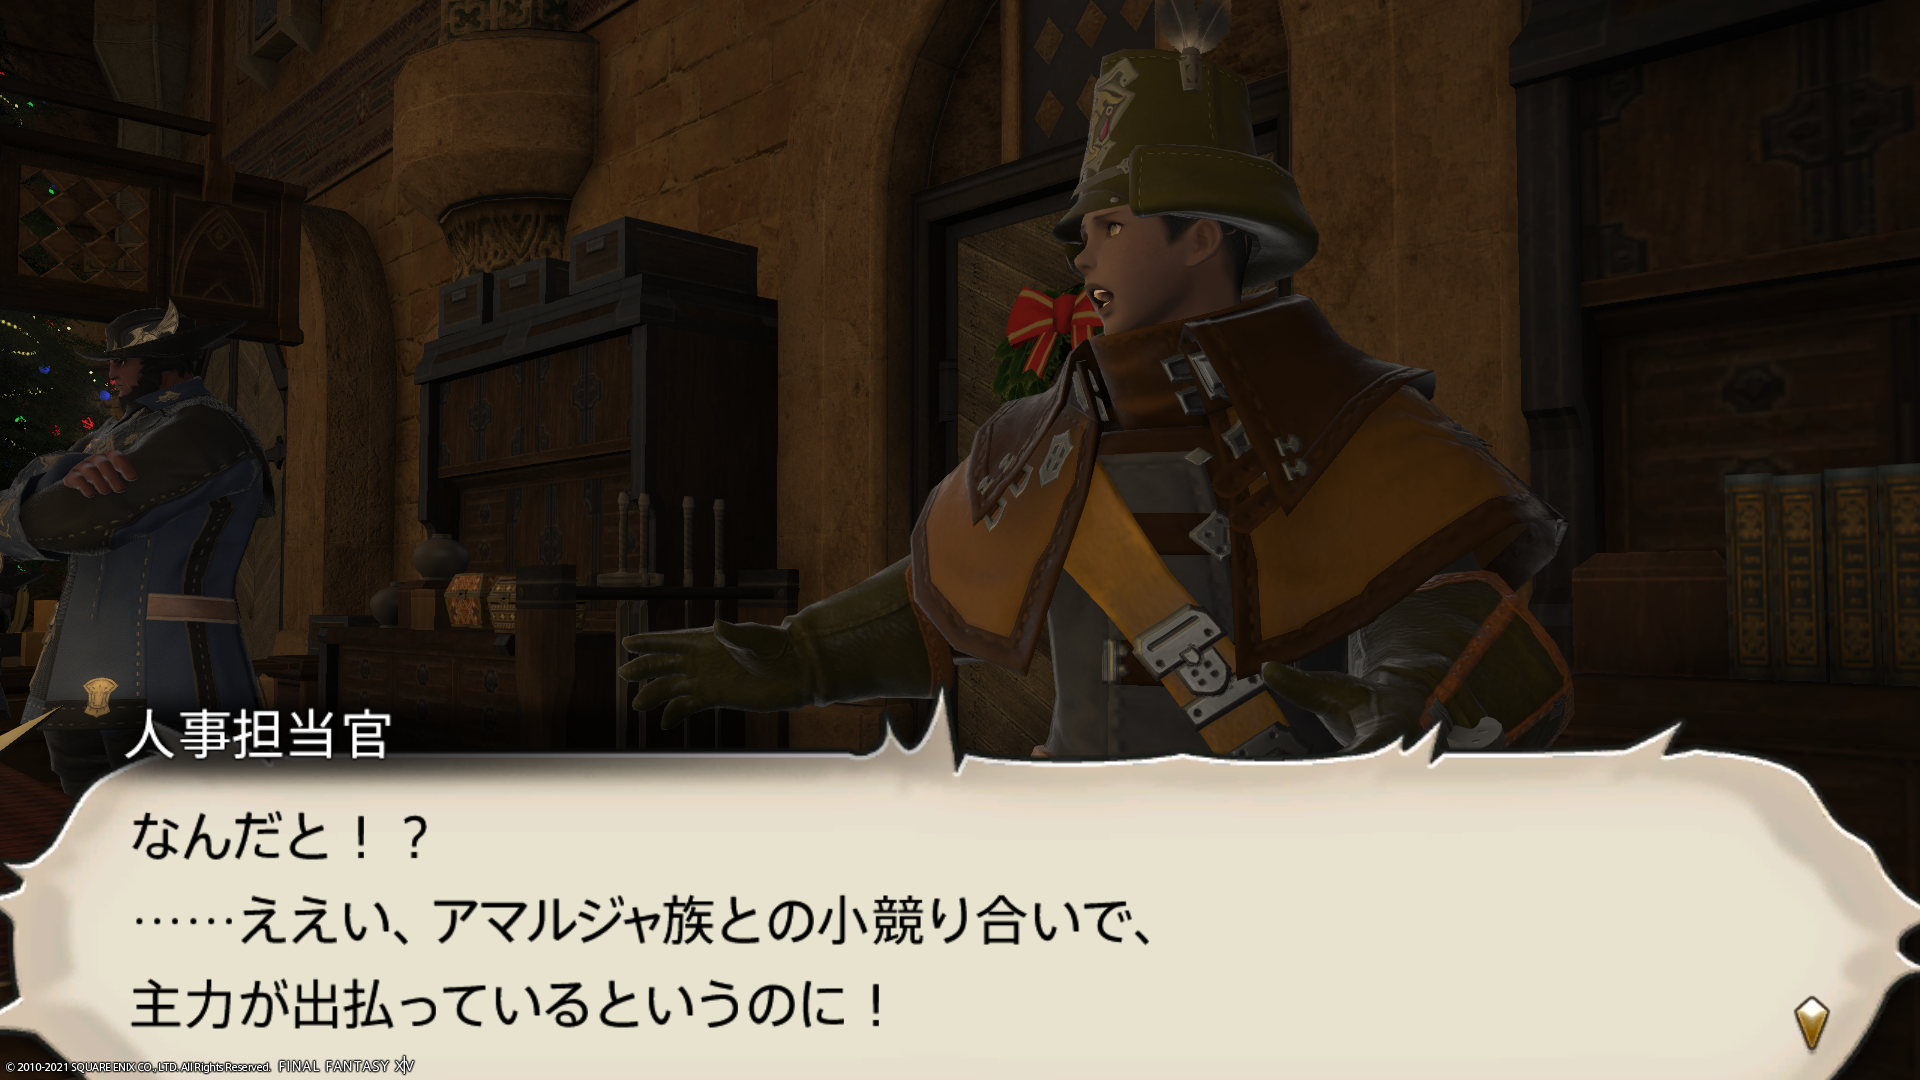 人事担当官
なんだと！？
……ええい、アマルジャ族との小競り合いで、
主力が出払っているというのに！
© 2010-2021 SQUARE ENIX CO., LTD. All Rights Reserved. FINAL FANTASY XIV